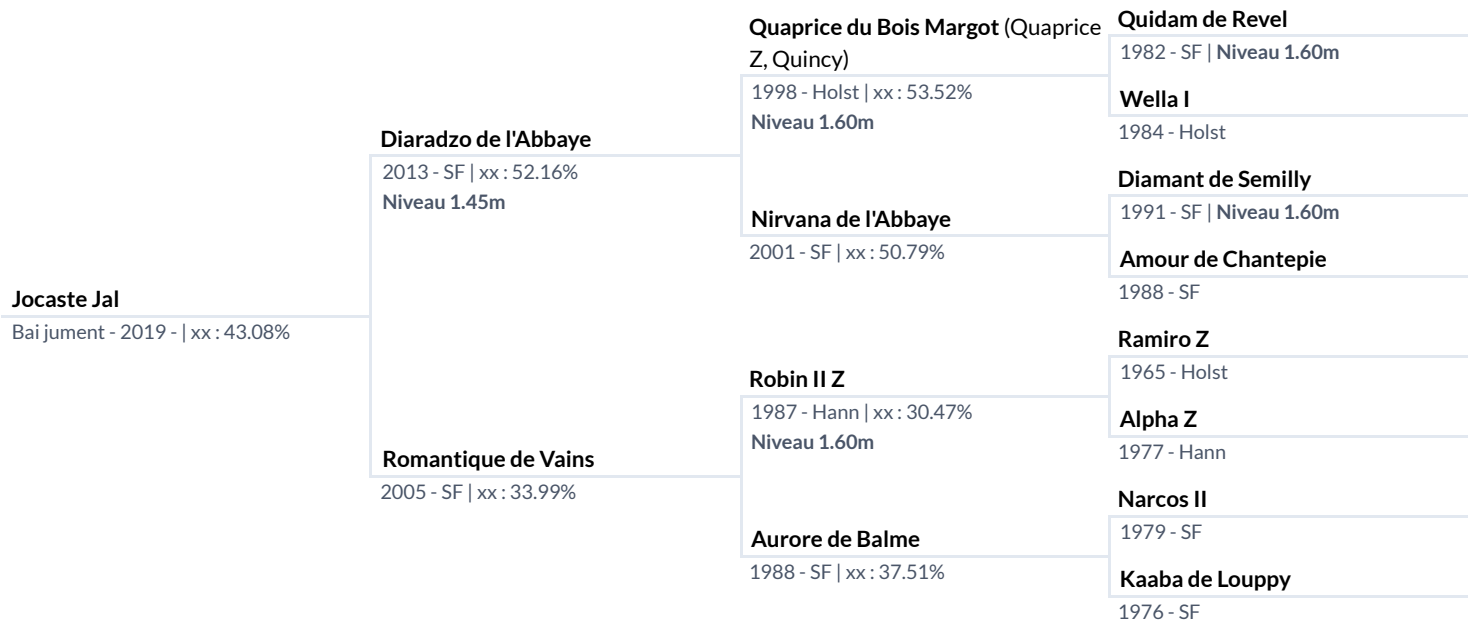 Jocaste Jal
Bai jument - 2019 - | xx : 43.08%
Diaradzo de l'Abbaye
2013 - SF | xx : 52.16%
Niveau 1.45m
Romantique de Vains
2005 - SF | xx : 33.99%
Quaprice du Bois Margot (Quaprice
Z, Quincy)
1998 - Holst | xx : 53.52%
Niveau 1.60m
Nirvana de l'Abbaye
2001 - SF | xx : 50.79%
Robin II Z
1987 - Hann | xx : 30.47%
Niveau 1.60m
Aurore de Balme
1988 - SF | xx : 37.51%
Quidam de Revel
1982 - SF | Niveau 1.60m
Wella I
1984 - Holst
Diamant de Semilly
1991 - SF | Niveau 1.60m
Amour de Chantepie
1988 - SF
Ramiro Z
1965 - Holst
Alpha Z
1977 - Hann
Narcos II
1979 - SF
Kaaba de Louppy
1976 - SF